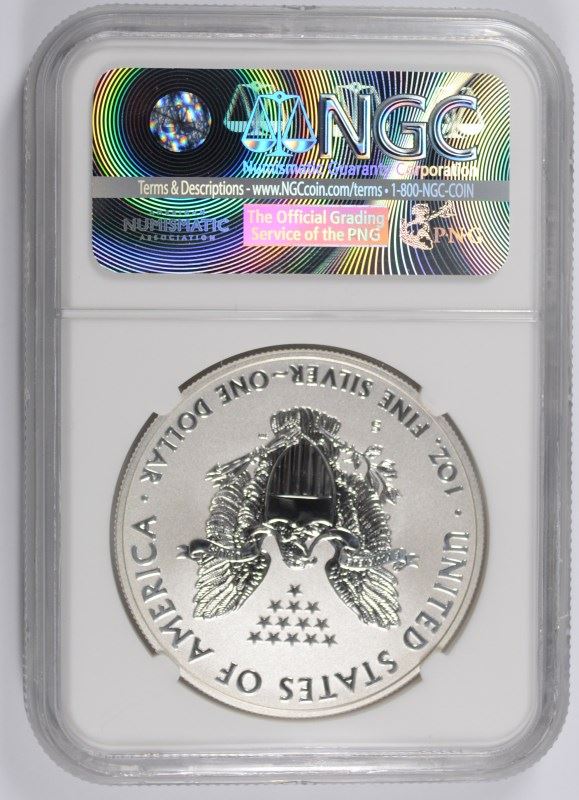 NGC
Numismatic Guaranty Corporation
Terms & Descriptions - www.NGCcoin.com/terms • 1-800-NGC-COIN
NUMISMATIC
ASSOCIATION
The Official Grading
Service of the PNG
PNG
UNITED STATES OF AMERICA
1 OZ. FINE SILVER~ONE DOLLAR
S